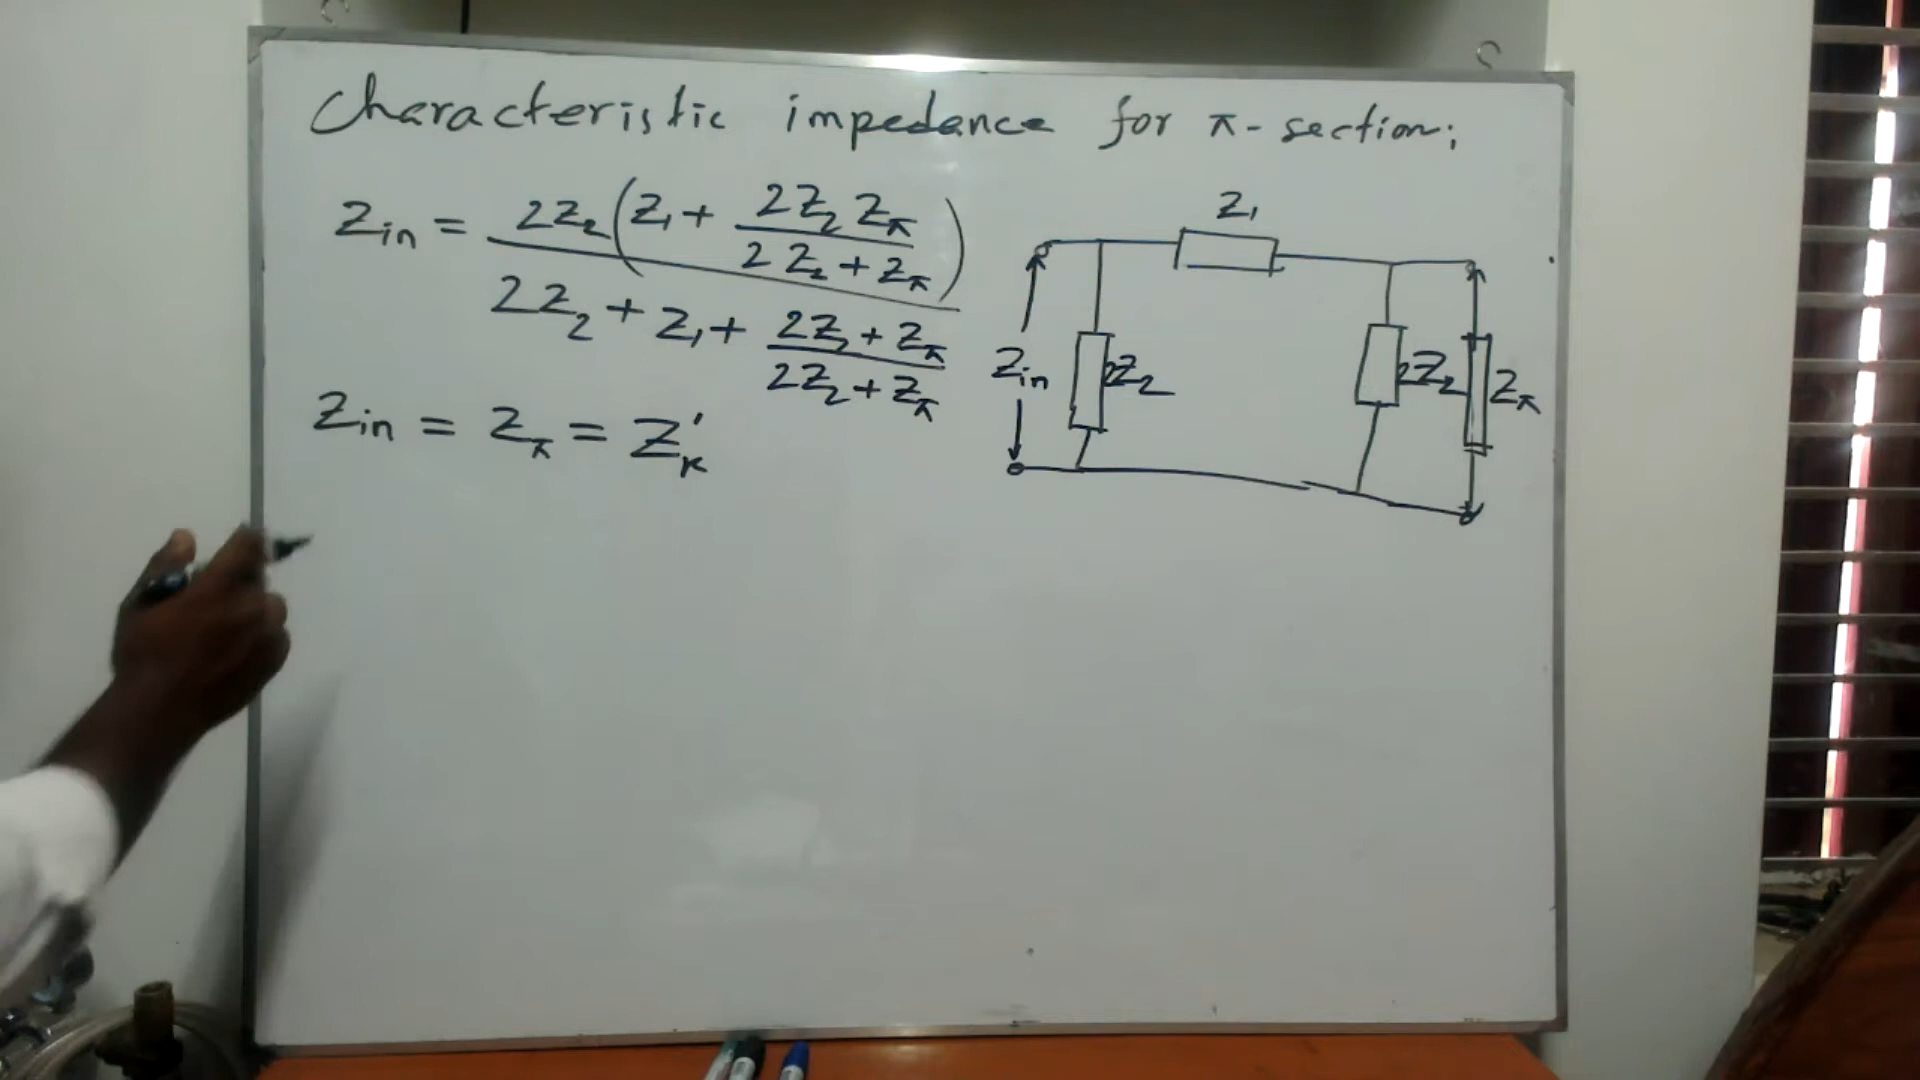 Characteristic impedance for π-section;
Zin = 2Z2(Z1 + 2Z2Zπ / 2Z2+Zπ) / 2Z2 + Z1 + 2Z2+Zπ / 2Z2+Zπ
Zin = Zπ = Z'K
Z1
Zin
2Z2
2Z2
Zπ